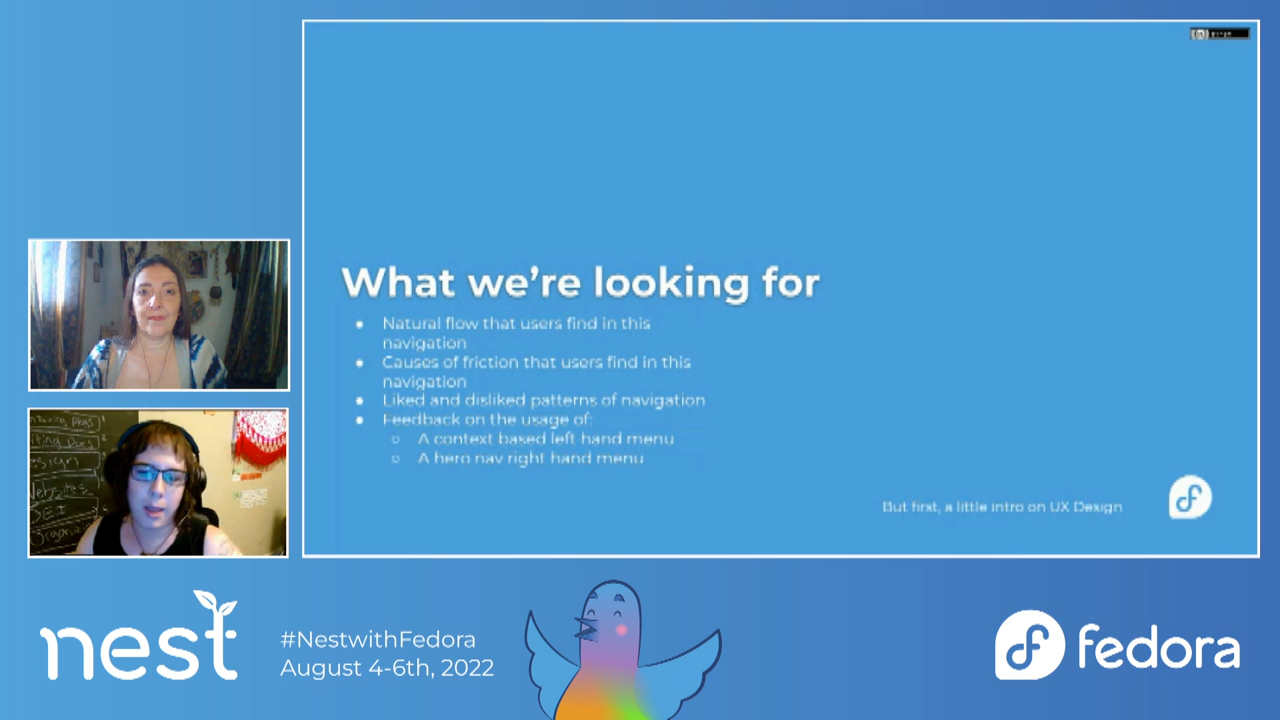 What we're looking for
● Natural flow that users find in this
navigation
● Causes of friction that users find in this
navigation
● Liked and disliked patterns of navigation
● Feedback on the usage of:
○ A context based left hand menu
○ A hero nav right hand menu
But first, a little intro on UX Design
nest
#NestwithFedora
August 4-6th, 2022
fedora